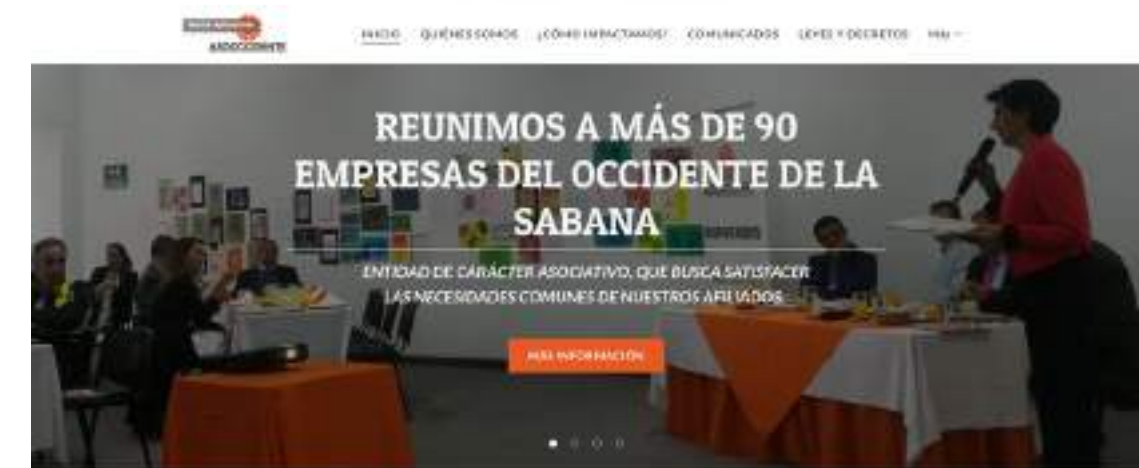 ASOCCIDENTE
INICIO QUIÉNES SOMOS ¿CÓMO IMPACTAMOS? COMUNICADOS LEYES Y DECRETOS Más
REUNIMOS A MÁS DE 90
EMPRESAS DEL OCCIDENTE DE LA
SABANA
ENTIDAD DE CARÁCTER ASOCIATIVO, QUE BUSCA SATISFACER
LAS NECESIDADES COMUNES DE NUESTROS AFILIADOS
MÁS INFORMACIÓN